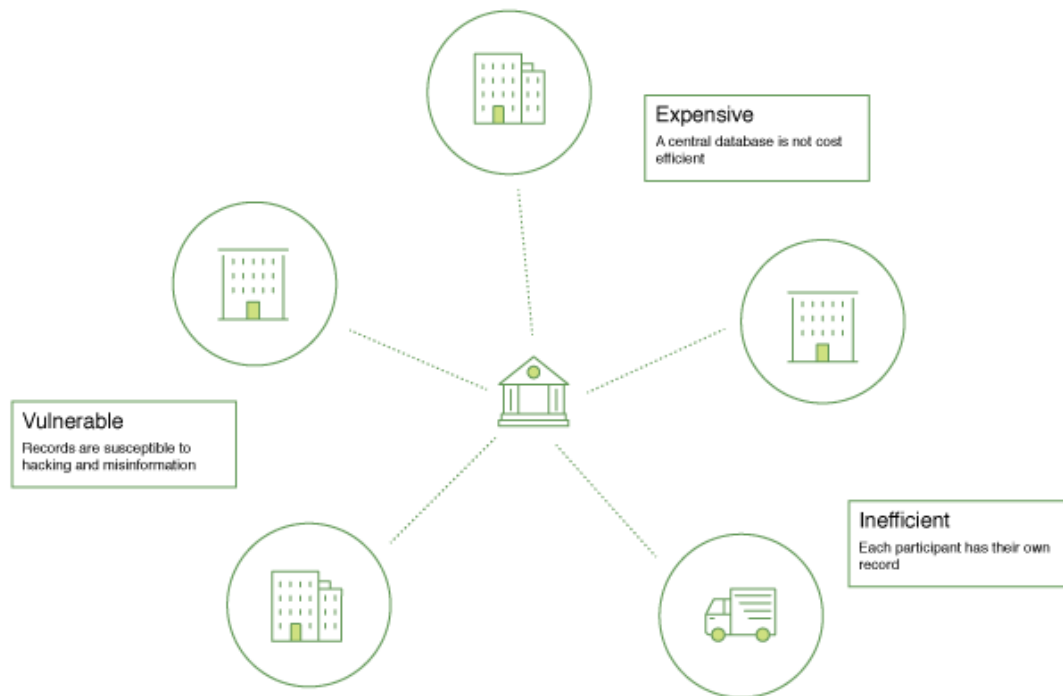 Expensive
A central database is not cost
efficient
Vulnerable
Records are susceptible to
hacking and misinformation
Inefficient
Each participant has their own
record